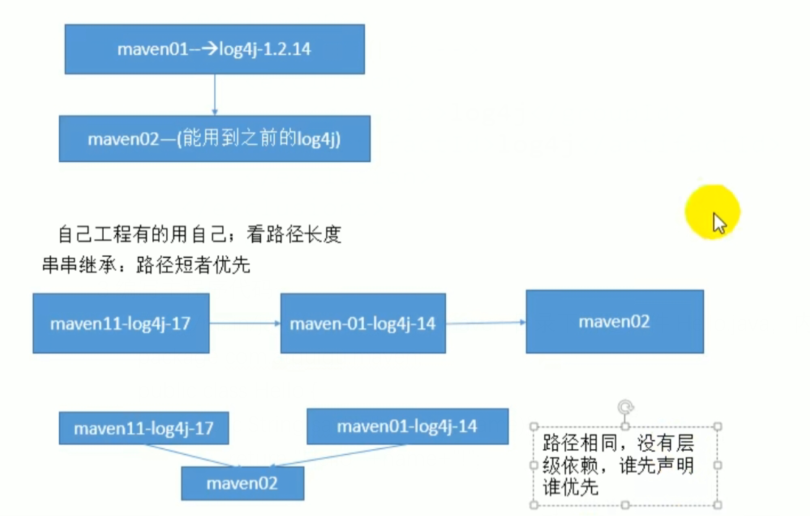 maven01--→log4j-1.2.14
maven02—(能用到之前的log4j)
自己工程有的用自己；看路径长度
串串继承：路径短者优先
maven11-log4j-17
maven-01-log4j-14
maven02
maven11-log4j-17
maven01-log4j-14
maven02
路径相同，没有层
级依赖，谁先声明
谁优先